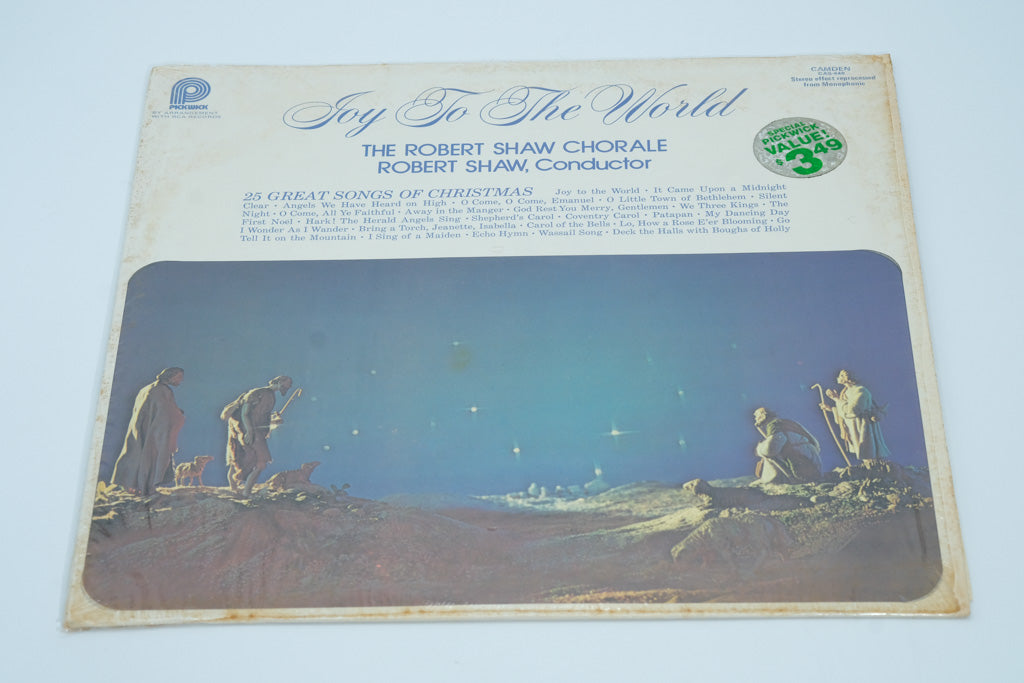 PICKWICK
BY ARRANGEMENT
WITH RCA RECORDS
CAMDEN
CAS-448
Stereo effect reprocessed
from Monophonic
Joy To The World
THE ROBERT SHAW CHORALE
ROBERT SHAW, Conductor
SPECIAL
PICKWICK
VALUE!
$3.49
25 GREAT SONGS OF CHRISTMAS Joy to the World • It Came Upon a Midnight
Clear • Angels We Have Heard on High • O Come, O Come, Emanuel • O Little Town of Bethlehem • Silent
Night • O Come, All Ye Faithful • Away in the Manger • God Rest You Merry, Gentlemen • We Three Kings • The
First Noel • Hark! The Herald Angels Sing • Shepherd's Carol • Coventry Carol • Patapan • My Dancing Day
I Wonder As I Wander • Bring a Torch, Jeanette, Isabella • Carol of the Bells • Lo, How a Rose E'er Blooming • Go
Tell It on the Mountain • I Sing of a Maiden • Echo Hymn • Wassail Song • Deck the Halls with Boughs of Holly